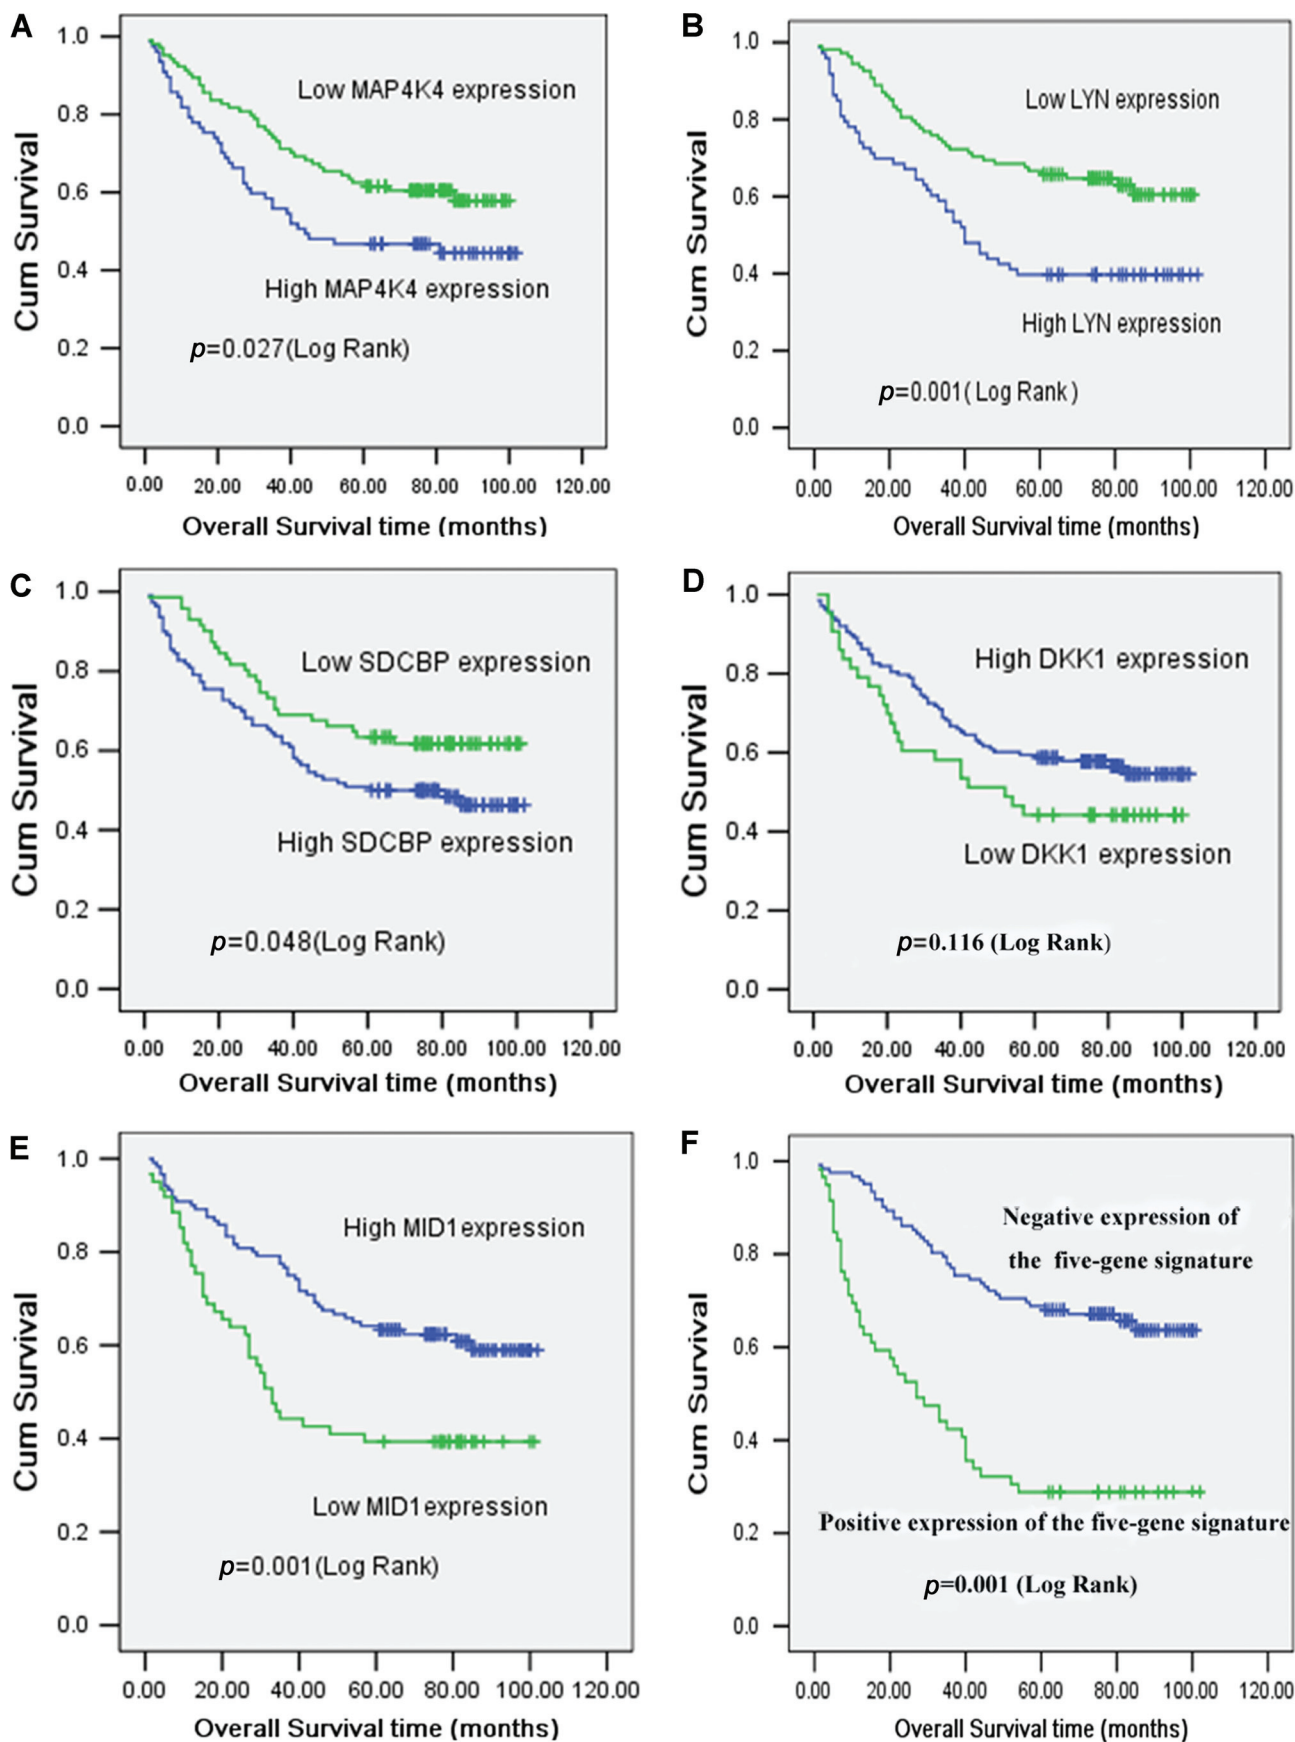 A
Cum Survival
1.0
0.8
0.6
0.4
0.2
0.0
Low MAP4K4 expression
High MAP4K4 expression
p=0.027(Log Rank)
0.00 20.00 40.00 60.00 80.00 100.00 120.00
Overall Survival time (months)
B
Cum Survival
1.0
0.8
0.6
0.4
0.2
0.0
Low LYN expression
High LYN expression
p=0.001( Log Rank )
0.00 20.00 40.00 60.00 80.00 100.00 120.00
Overall Survival time (months)
C
Cum Survival
1.0
0.8
0.6
0.4
0.2
0.0
Low SDCBP expression
High SDCBP expression
p=0.048(Log Rank)
0.00 20.00 40.00 60.00 80.00 100.00 120.00
Overall Survival time (months)
D
Cum Survival
1.0
0.8
0.6
0.4
0.2
0.0
High DKK1 expression
Low DKK1 expression
p=0.116 (Log Rank)
0.00 20.00 40.00 60.00 80.00 100.00 120.00
Overall Survival time (months)
E
Cum Survival
1.0
0.8
0.6
0.4
0.2
0.0
High MID1expression
Low MID1expression
p=0.001(Log Rank)
0.00 20.00 40.00 60.00 80.00 100.00 120.00
Overall Survival time (months)
F
Cum Survival
1.0
0.8
0.6
0.4
0.2
0.0
Negative expression of
the five-gene signature
Positive expression of the five-gene signature
p=0.001 (Log Rank)
0.00 20.00 40.00 60.00 80.00 100.00 120.00
Overall Survival time (months)